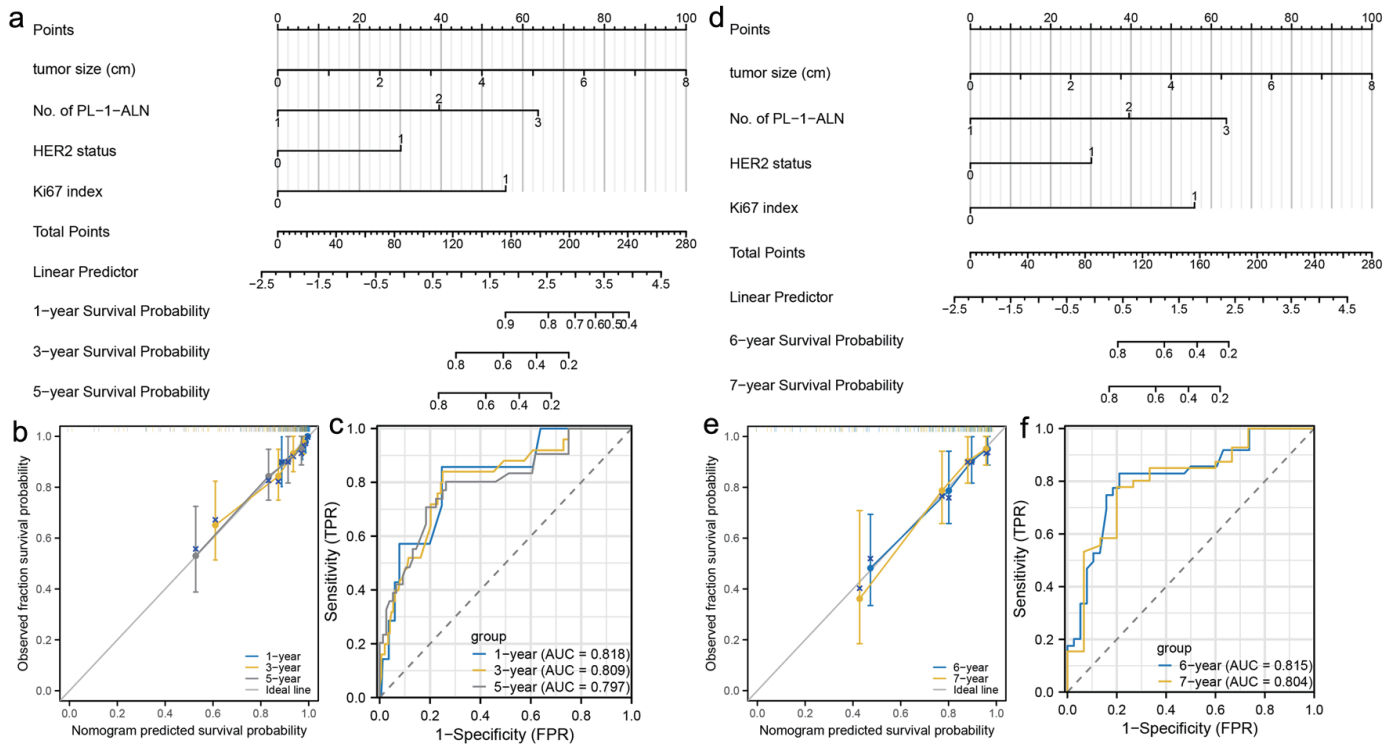 a
Points
0 10 20 30 40 50 60 70 80 90 100
tumor size (cm)
0 2 4 6 8
No. of PL−1−ALN
1 2 3
HER2 status
0 1
Ki67 index
0 1
Total Points
0 40 80 120 160 200 240 280
Linear Predictor
−2.5 −1.5 −0.5 0.5 1.5 2.5 3.5 4.5
1−year Survival Probability
0.9 0.8 0.7 0.6 0.5 0.4
3−year Survival Probability
0.8 0.6 0.4 0.2
5−year Survival Probability
0.8 0.6 0.4 0.2
d
Points
0 10 20 30 40 50 60 70 80 90 100
tumor size (cm)
0 2 4 6 8
No. of PL−1−ALN
1 2 3
HER2 status
0 1
Ki67 index
0 1
Total Points
0 40 80 120 160 200 240 280
Linear Predictor
−2.5 −1.5 −0.5 0.5 1.5 2.5 3.5 4.5
6−year Survival Probability
0.8 0.6 0.4 0.2
7−year Survival Probability
0.8 0.6 0.4 0.2
b
Observed fraction survival probability
1.0
0.8
0.6
0.4
0.2
0.0
1-year
3-year
5-year
Ideal line
0.0 0.2 0.4 0.6 0.8 1.0
Nomogram predicted survival probability
c
Sensitivity (TPR)
1.0
0.8
0.6
0.4
0.2
0.0
group
1−year (AUC = 0.818)
3−year (AUC = 0.809)
5−year (AUC = 0.797)
0.0 0.2 0.4 0.6 0.8 1.0
1−Specificity (FPR)
e
Observed fraction survival probability
1.0
0.8
0.6
0.4
0.2
0.0
6-year
7-year
Ideal line
0.0 0.2 0.4 0.6 0.8 1.0
Nomogram predicted survival probability
f
Sensitivity (TPR)
1.0
0.8
0.6
0.4
0.2
0.0
group
6−year (AUC = 0.815)
7−year (AUC = 0.804)
0.0 0.2 0.4 0.6 0.8 1.0
1−Specificity (FPR)